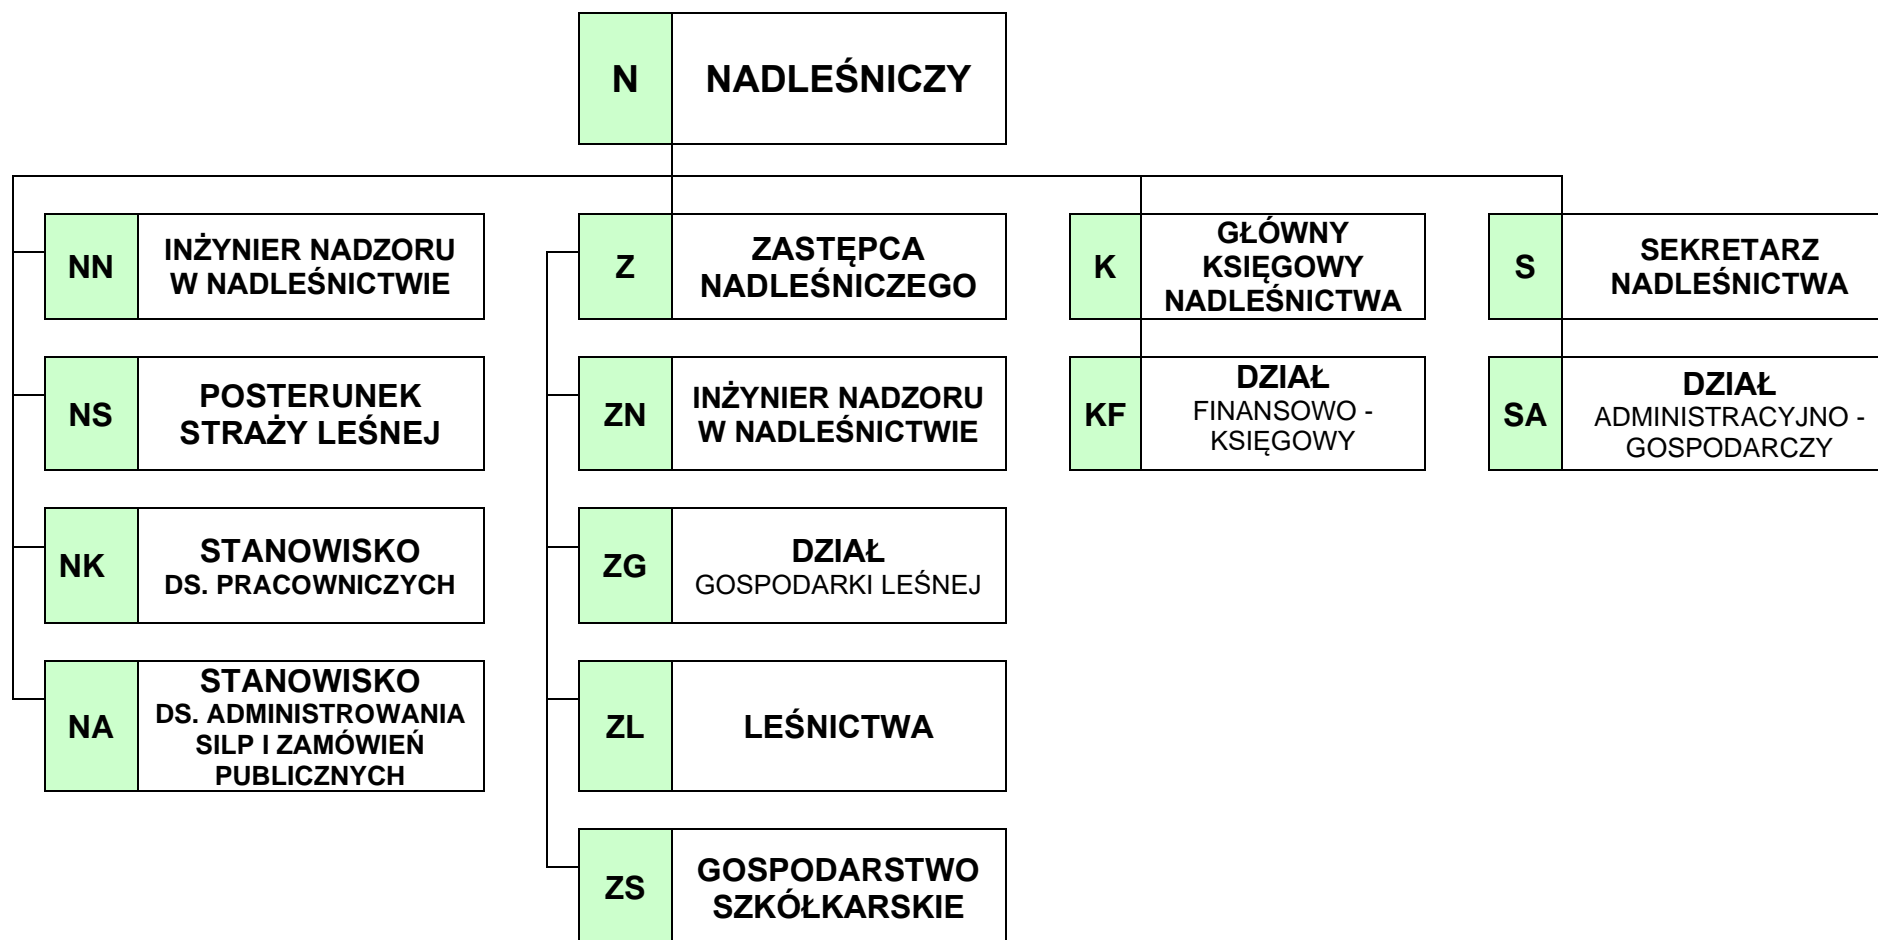 N
NADLEŚNICZY
NN
INŻYNIER NADZORU
W NADLEŚNICTWIE
Z
ZASTĘPCA
NADLEŚNICZEGO
K
GŁÓWNY
KSIĘGOWY
NADLEŚNICTWA
S
SEKRETARZ
NADLEŚNICTWA
NS
POSTERUNEK
STRAŻY LEŚNEJ
ZN
INŻYNIER NADZORU
W NADLEŚNICTWIE
KF
DZIAŁ
FINANSOWO -
KSIĘGOWY
SA
DZIAŁ
ADMINISTRACYJNO -
GOSPODARCZY
NK
STANOWISKO
DS. PRACOWNICZYCH
ZG
DZIAŁ
GOSPODARKI LEŚNEJ
NA
STANOWISKO
DS. ADMINISTROWANIA
SILP I ZAMÓWIEŃ
PUBLICZNYCH
ZL
LEŚNICTWA
ZS
GOSPODARSTWO
SZKÓŁKARSKIE